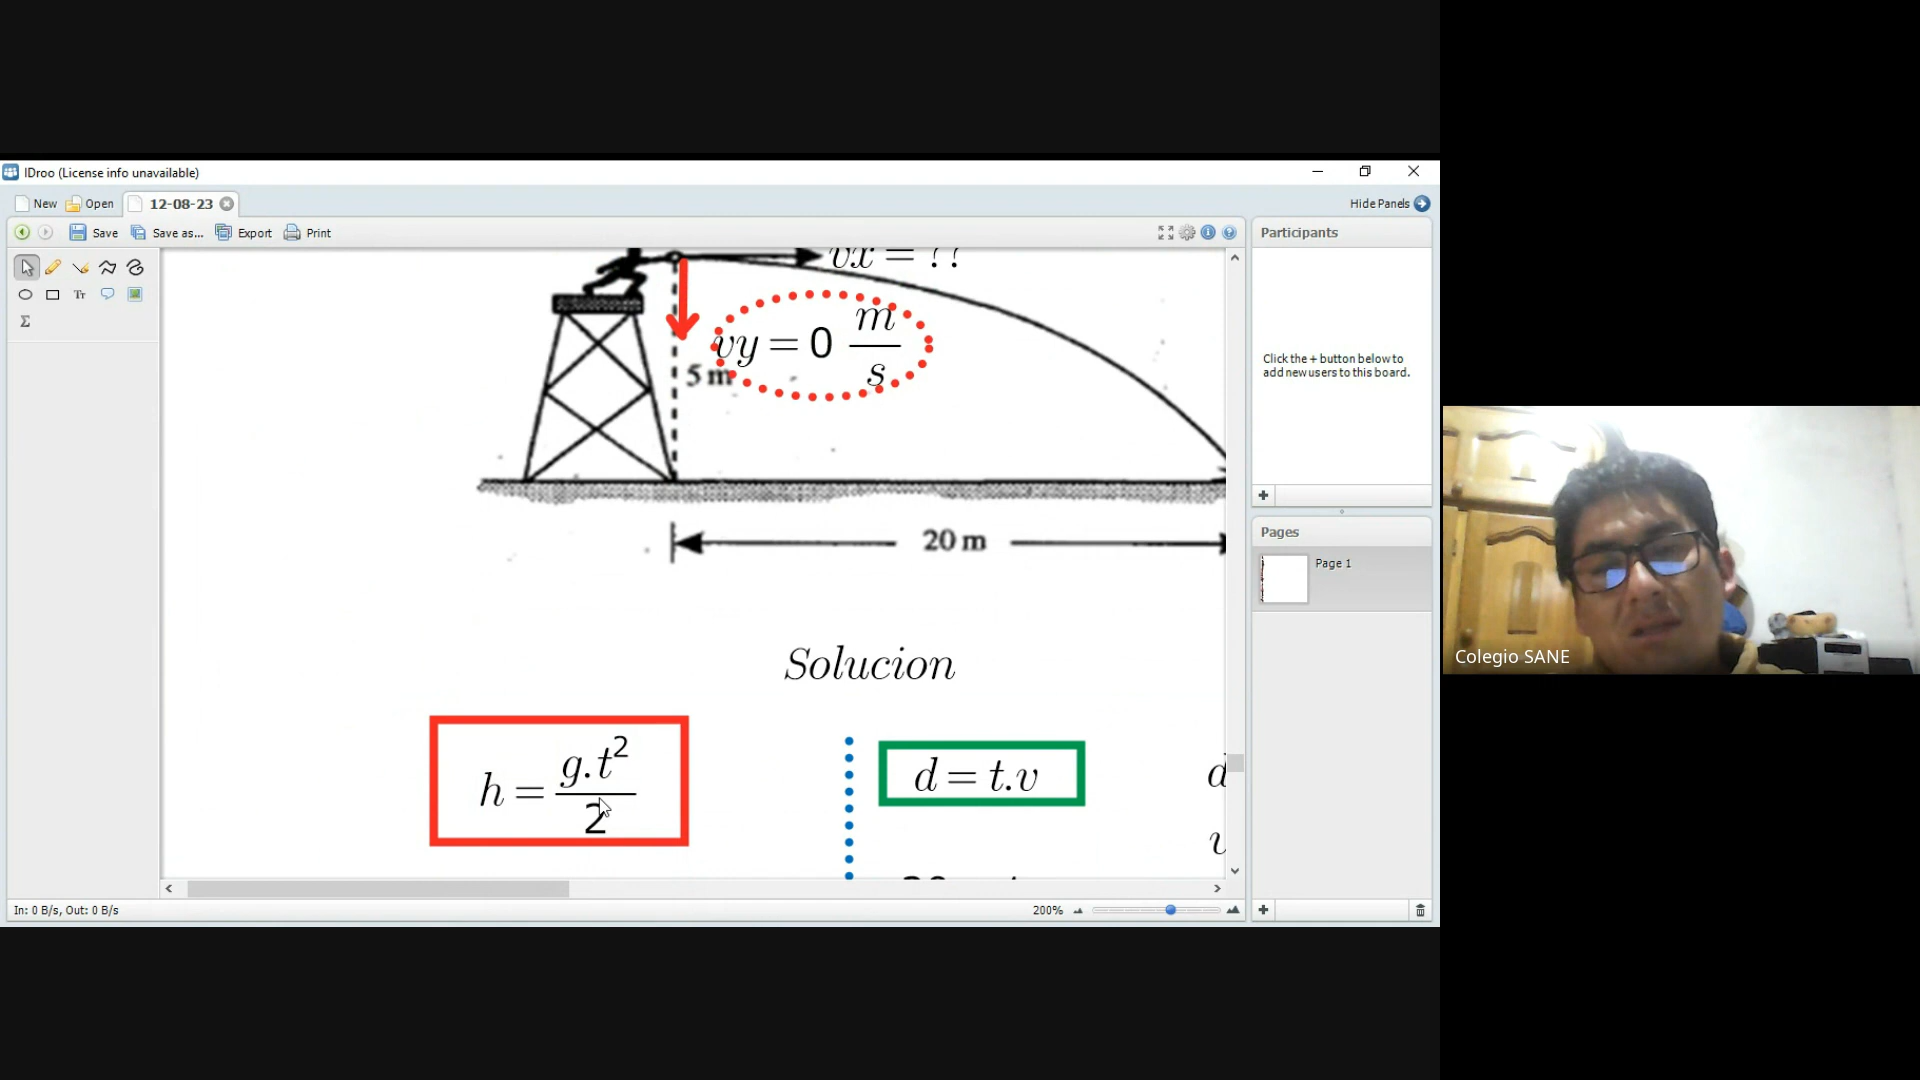 IDroo (License info unavailable)
New Open 12-08-23 Hide Panels
Save Save as... Export Print
Participants
vx = ??
vy = 0 m/s
5 m
Click the + button below to
add new users to this board.
20 m
Pages
Page 1
Solucion
h = g.t²/2
d = t.v
d
Tr
Σ
In: 0 B/s, Out: 0 B/s
200%
Colegio SANE